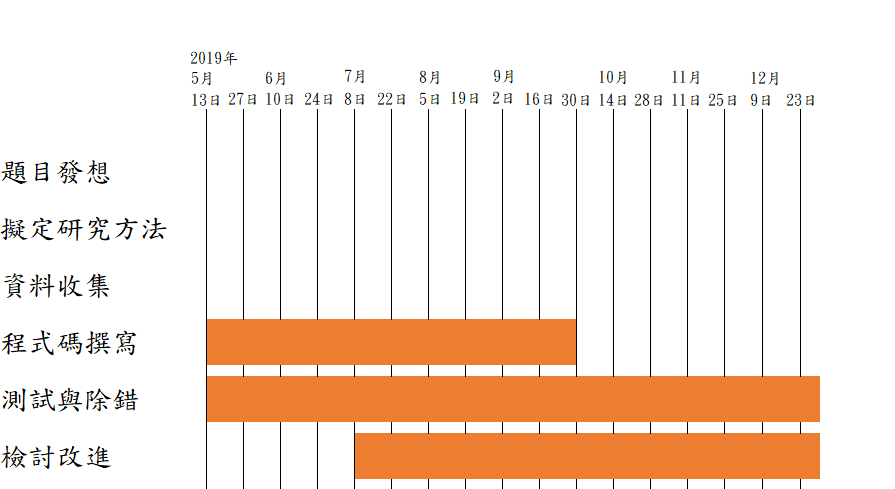 2019年
5月 6月 7月 8月 9月 10月 11月 12月
13日 27日 10日 24日 8日 22日 5日 19日 2日 16日 30日 14日 28日 11日 25日 9日 23日
題目發想
擬定研究方法
資料收集
程式碼撰寫
測試與除錯
檢討改進